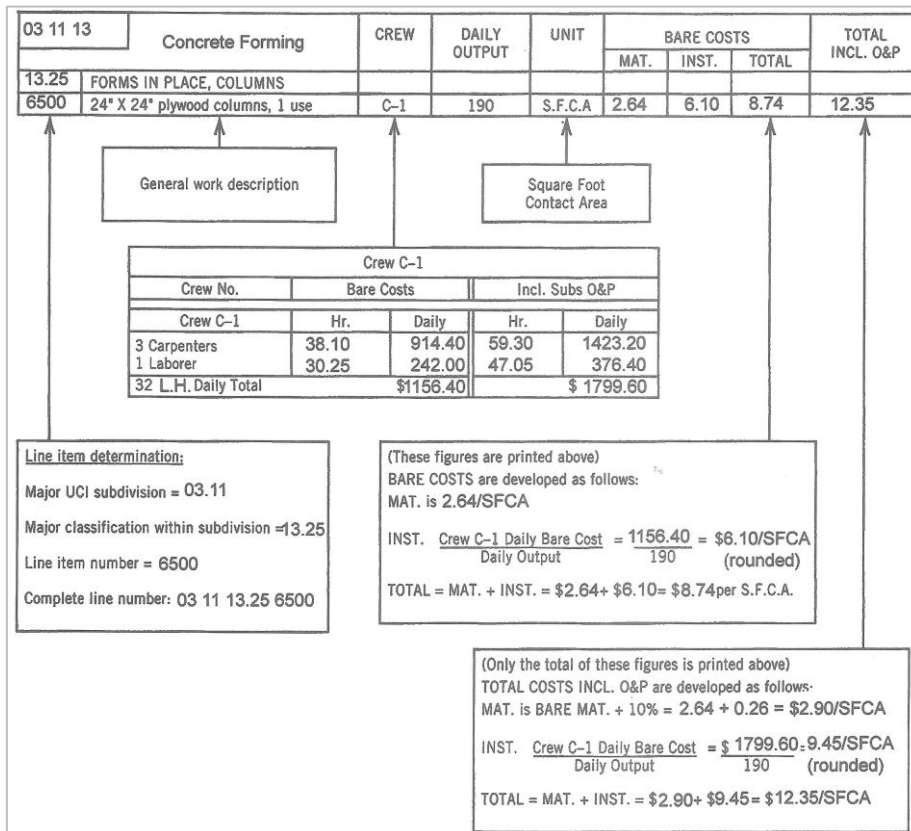 03 11 13 Concrete Forming CREW DAILY OUTPUT UNIT BARE COSTS TOTAL INCL. O&P
MAT. INST. TOTAL
13.25 FORMS IN PLACE, COLUMNS
6500 24" X 24" plywood columns, 1 use C-1 190 S.F.C.A 2.64 6.10 8.74 12.35
General work description
Square Foot
Contact Area
Crew C-1
Crew No. Bare Costs Incl. Subs O&P
Crew C-1 Hr. Daily Hr. Daily
3 Carpenters 38.10 914.40 59.30 1423.20
1 Laborer 30.25 242.00 47.05 376.40
32 L.H. Daily Total $1156.40 $ 1799.60
Line item determination:
Major UCI subdivision = 03.11
Major classification within subdivision =13.25
Line item number = 6500
Complete line number: 03 11 13.25 6500
(These figures are printed above)
BARE COSTS are developed as follows:
MAT. is 2.64/SFCA
INST. Crew C-1 Daily Bare Cost = 1156.40 = $6.10/SFCA
Daily Output 190 (rounded)
TOTAL = MAT. + INST. = $2.64+ $6.10= $8.74 per S.F.C.A.
(Only the total of these figures is printed above)
TOTAL COSTS INCL. O&P are developed as follows·
MAT. is BARE MAT. + 10% = 2.64 + 0.26 = $2.90/SFCA
INST. Crew C-1 Daily Bare Cost = $ 1799.60 = 9.45/SFCA
Daily Output 190 (rounded)
TOTAL = MAT. + INST. = $2.90+ $9.45= $12.35/SFCA